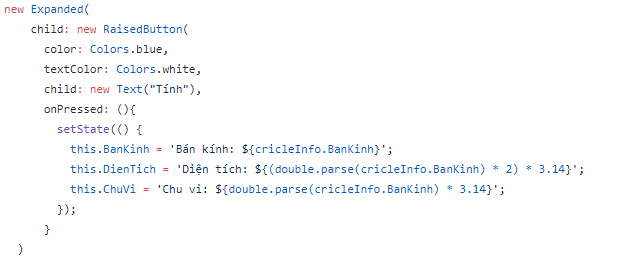 new Expanded(
child: new RaisedButton(
color: Colors.blue,
textColor: Colors.white,
child: new Text("Tính"),
onPressed: (){
setState(() {
this.BanKinh = 'Bán kính: ${cricleInfo.BanKinh}';
this.DienTich = 'Diện tích: ${(double.parse(cricleInfo.BanKinh) * 2) * 3.14}';
this.ChuVi = 'Chu vi: ${double.parse(cricleInfo.BanKinh) * 3.14}';
});
}
)